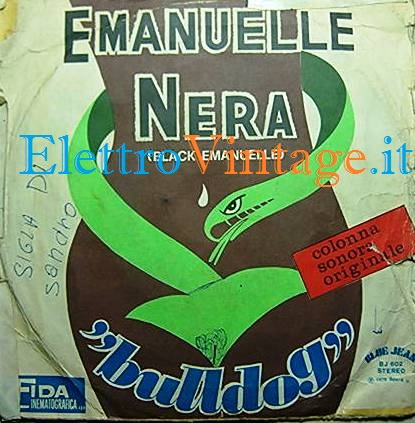 EMANUELLE
NERA
ElettroVintage.it
(BLACK EMANUELLE)
SIGLA DI
Sandro
colonna
sonora
originale
"bulldog"
FIDA
CINEMATOGRAFICA
BLUE JEAN
BJ 602
STEREO